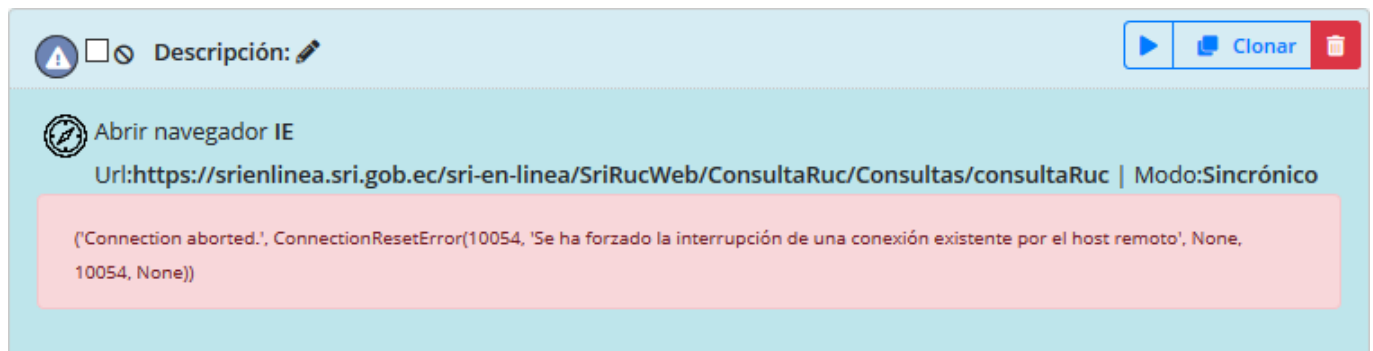 Descripción:
Clonar
Abrir navegador IE
Url:https://srienlinea.sri.gob.ec/sri-en-linea/SriRucWeb/ConsultaRuc/Consultas/consultaRuc | Modo:Sincrónico
('Connection aborted.', ConnectionResetError(10054, 'Se ha forzado la interrupción de una conexión existente por el host remoto', None,
10054, None))